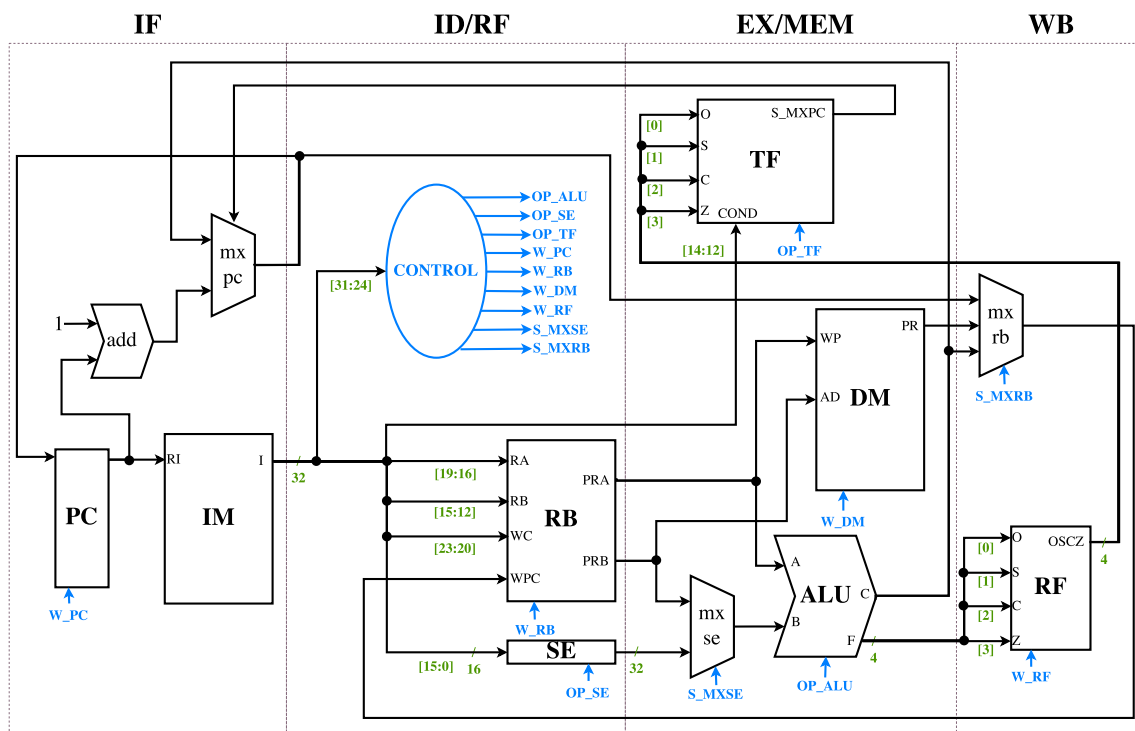 IF
ID/RF
EX/MEM
WB
O
S_MXPC
[0]
S
[1]
TF
C
[2]
Z
[3]
COND
[14:12]
OP_TF
OP_ALU
OP_SE
OP_TF
W_PC
W_RB
W_DM
W_RF
S_MXSE
S_MXRB
CONTROL
[31:24]
mx
pc
1
add
mx
rb
S_MXRB
WP
PR
AD
DM
W_DM
RI
I
32
PC
IM
W_PC
[19:16]
RA
[15:12]
RB
[23:20]
WC
WPC
RB
PRA
PRB
W_RB
[15:0]
16
SE
32
OP_SE
mx
se
S_MXSE
A
B
ALU
C
F
4
OP_ALU
[0]
O
OSCZ
4
[1]
S
RF
[2]
C
[3]
Z
W_RF